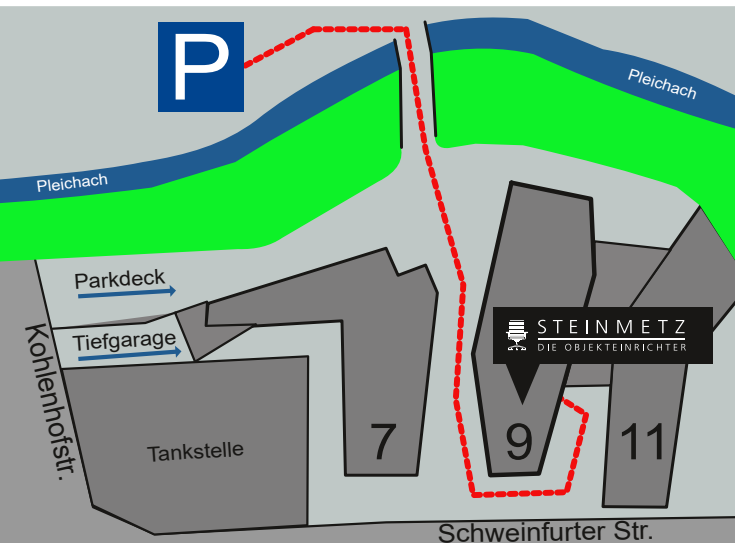 P
Pleichach
Pleichach
Parkdeck
Tiefgarage
Kohlenhofstr.
Tankstelle
7
STEINMETZ
DIE OBJEKTEINRICHTER
9
11
Schweinfurter Str.